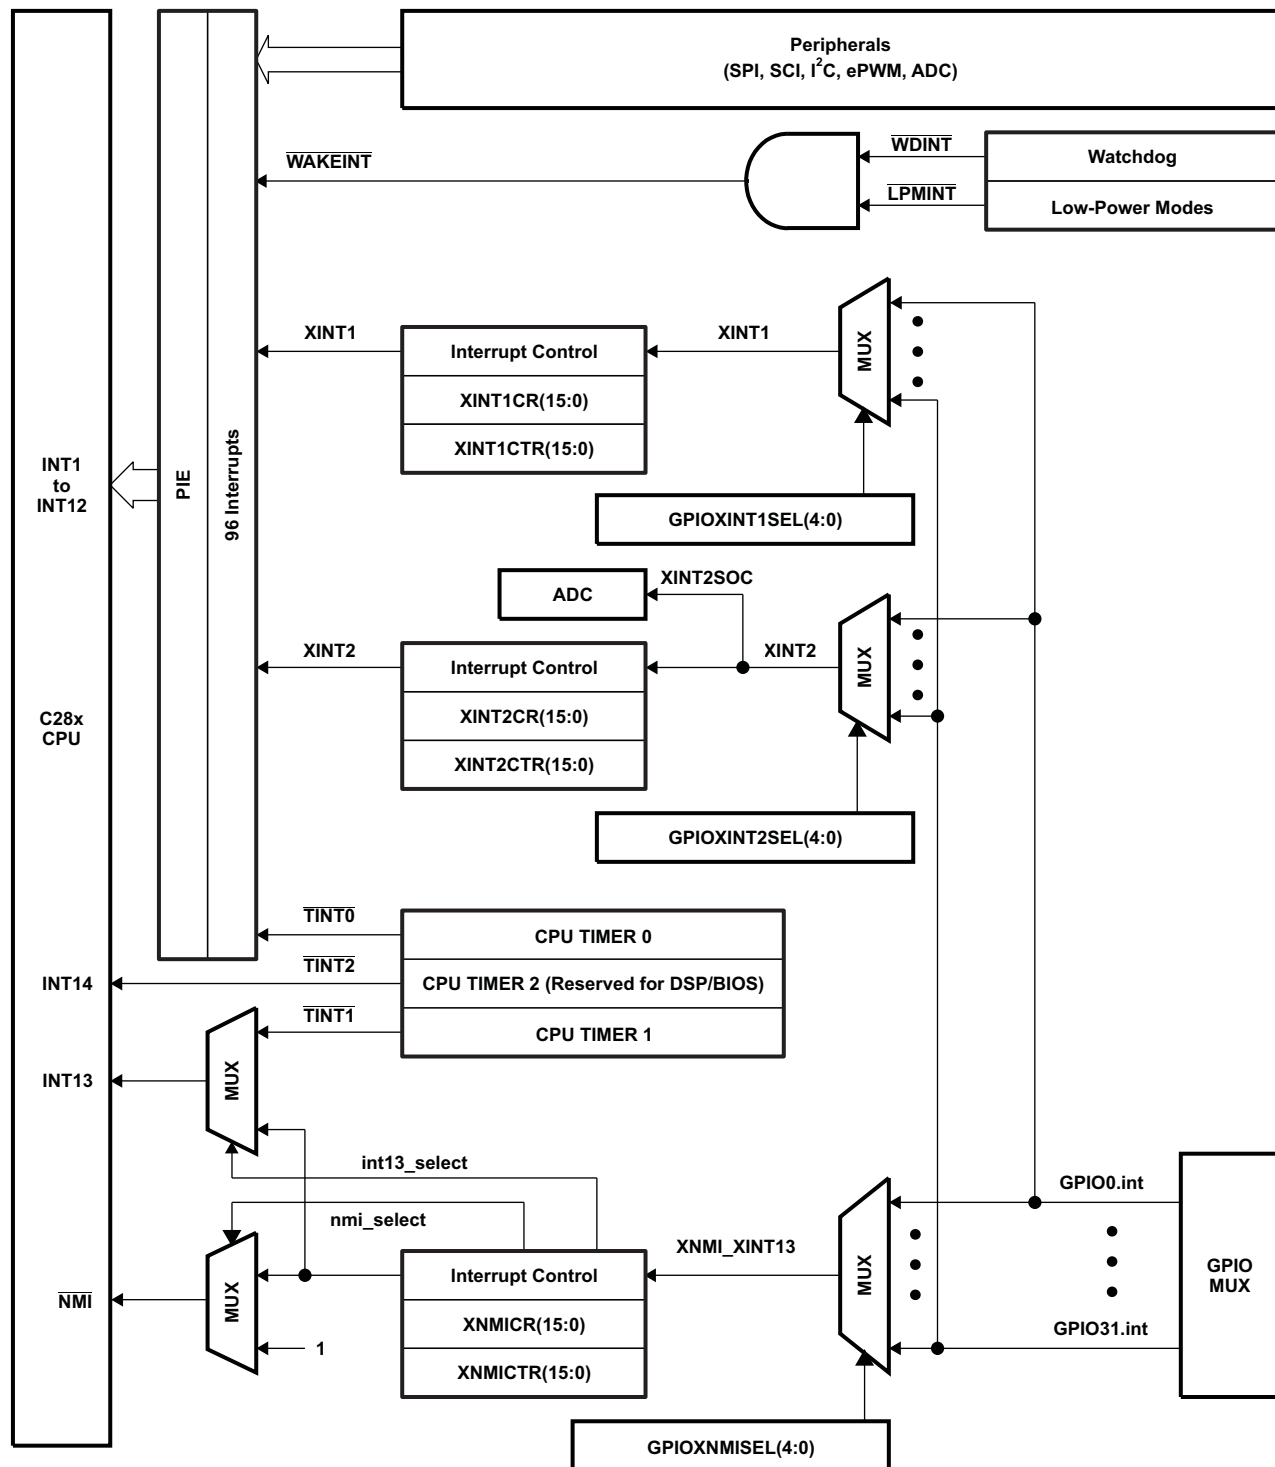 Peripherals
(SPI, SCI, I²C, ePWM, ADC)
WDINT
Watchdog
WAKEINT
LPMINT
Low-Power Modes
XINT1
Interrupt Control
XINT1
MUX
XINT1CR(15:0)
XINT1CTR(15:0)
INT1
to
INT12
PIE
96 Interrupts
GPIOXINT1SEL(4:0)
XINT2SOC
ADC
XINT2
Interrupt Control
XINT2
MUX
XINT2CR(15:0)
C28x
CPU
XINT2CTR(15:0)
GPIOXINT2SEL(4:0)
TINT0
CPU TIMER 0
TINT2
INT14
CPU TIMER 2 (Reserved for DSP/BIOS)
TINT1
CPU TIMER 1
INT13
MUX
int13_select
GPIO0.int
nmi_select
XNMI_XINT13
MUX
GPIO
MUX
Interrupt Control
NMI
MUX
XNMICR(15:0)
GPIO31.int
1
XNMICTR(15:0)
GPIOXNMISEL(4:0)